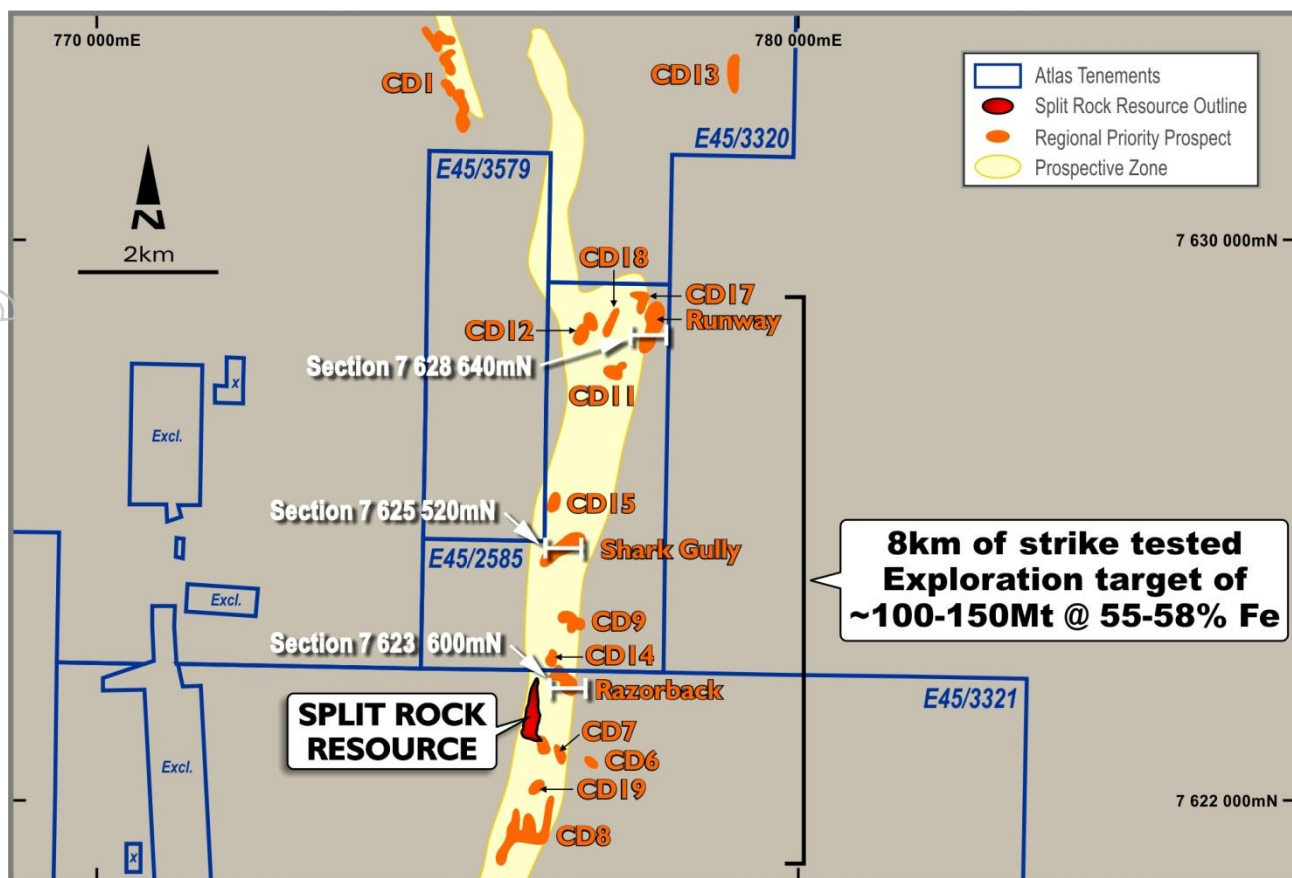 770 000mE
780 000mE
CD1
CD13
Atlas Tenements
Split Rock Resource Outline
Regional Priority Prospect
Prospective Zone
E45/3579
E45/3320
N
2km
7 630 000mN
CD18
CD17
CD12
Runway
Section 7 628 640mN
CD11
x
Excl.
CD15
Section 7 625 520mN
Shark Gully
E45/2585
8km of strike tested
Exploration target of
~100-150Mt @ 55-58% Fe
Excl.
CD9
Section 7 623 600mN
CD14
Razorback
E45/3321
SPLIT ROCK
RESOURCE
CD7
CD6
Excl.
CD19
7 622 000mN
CD8
x